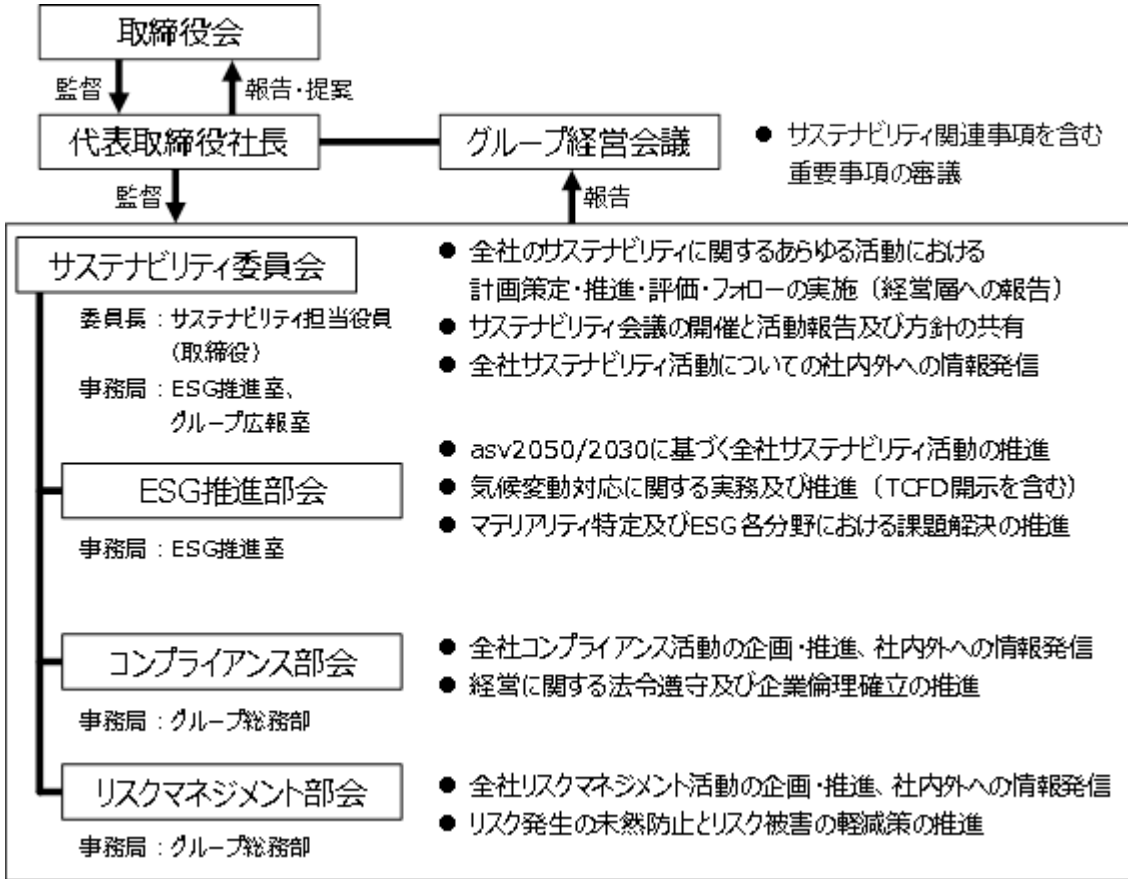 取締役会
監督
報告・提案
代表取締役社長
グループ経営会議
● サステナビリティ関連事項を含む
重要事項の審議
監督
報告
サステナビリティ委員会
委員長：サステナビリティ担当役員
(取締役)
事務局：ESG推進室、
グループ広報室
● 全社のサステナビリティに関するあらゆる活動における
計画策定・推進・評価・フォローの実施（経営層への報告）
● サステナビリティ会議の開催と活動報告及び方針の共有
● 全社サステナビリティ活動についての社内外への情報発信
ESG推進部会
事務局：ESG推進室
● asv2050/2030に基づく全社サステナビリティ活動の推進
● 気候変動対応に関する実務及び推進（TCFD開示を含む）
● マテリアリティ特定及びESG各分野における課題解決の推進
コンプライアンス部会
事務局：グループ総務部
● 全社コンプライアンス活動の企画・推進、社内外への情報発信
● 経営に関する法令遵守及び企業倫理確立の推進
リスクマネジメント部会
事務局：グループ総務部
● 全社リスクマネジメント活動の企画・推進、社内外への情報発信
● リスク発生の未然防止とリスク被害の軽減策の推進